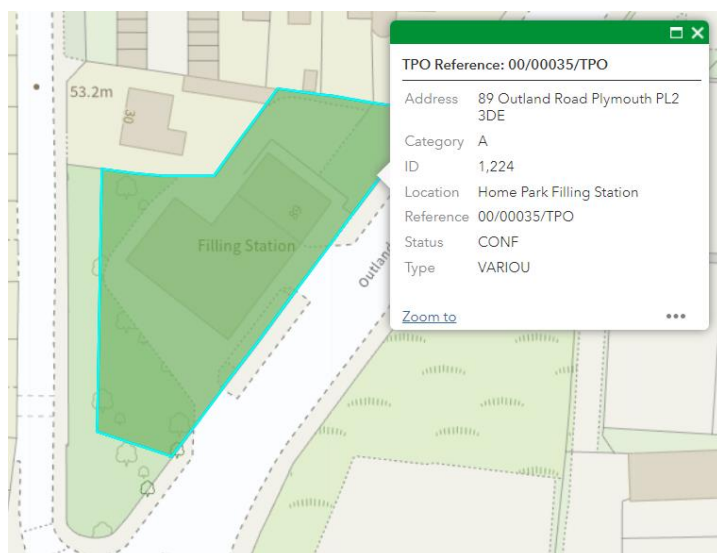 TPO Reference: 00/00035/TPO
Address 89 Outland Road Plymouth PL2
3DE
Category A
ID 1,224
Location Home Park Filling Station
Reference 00/00035/TPO
Status CONF
Type VARIOU
Zoom to
53.2m
30
89
Filling Station
Outland